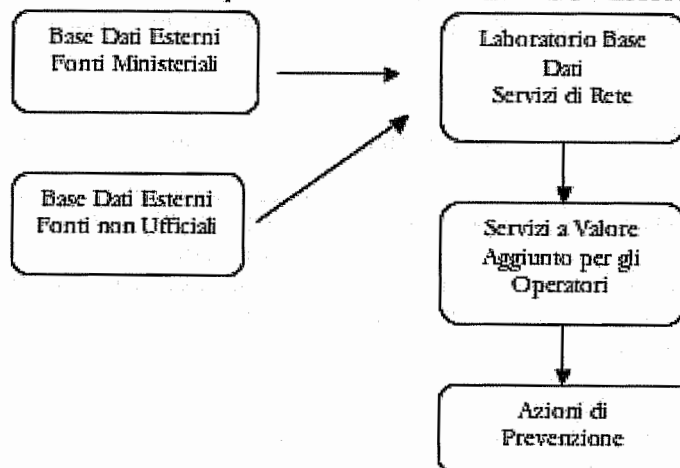 Base Dati Esterni
Fonti Ministeriali
Laboratorio Base
Dati
Servizi di Rete
Base Dati Esterni
Fonti non Ufficiali
Servizi a Valore
Aggiunto per gli
Operatori
Azioni di
Prevenzione